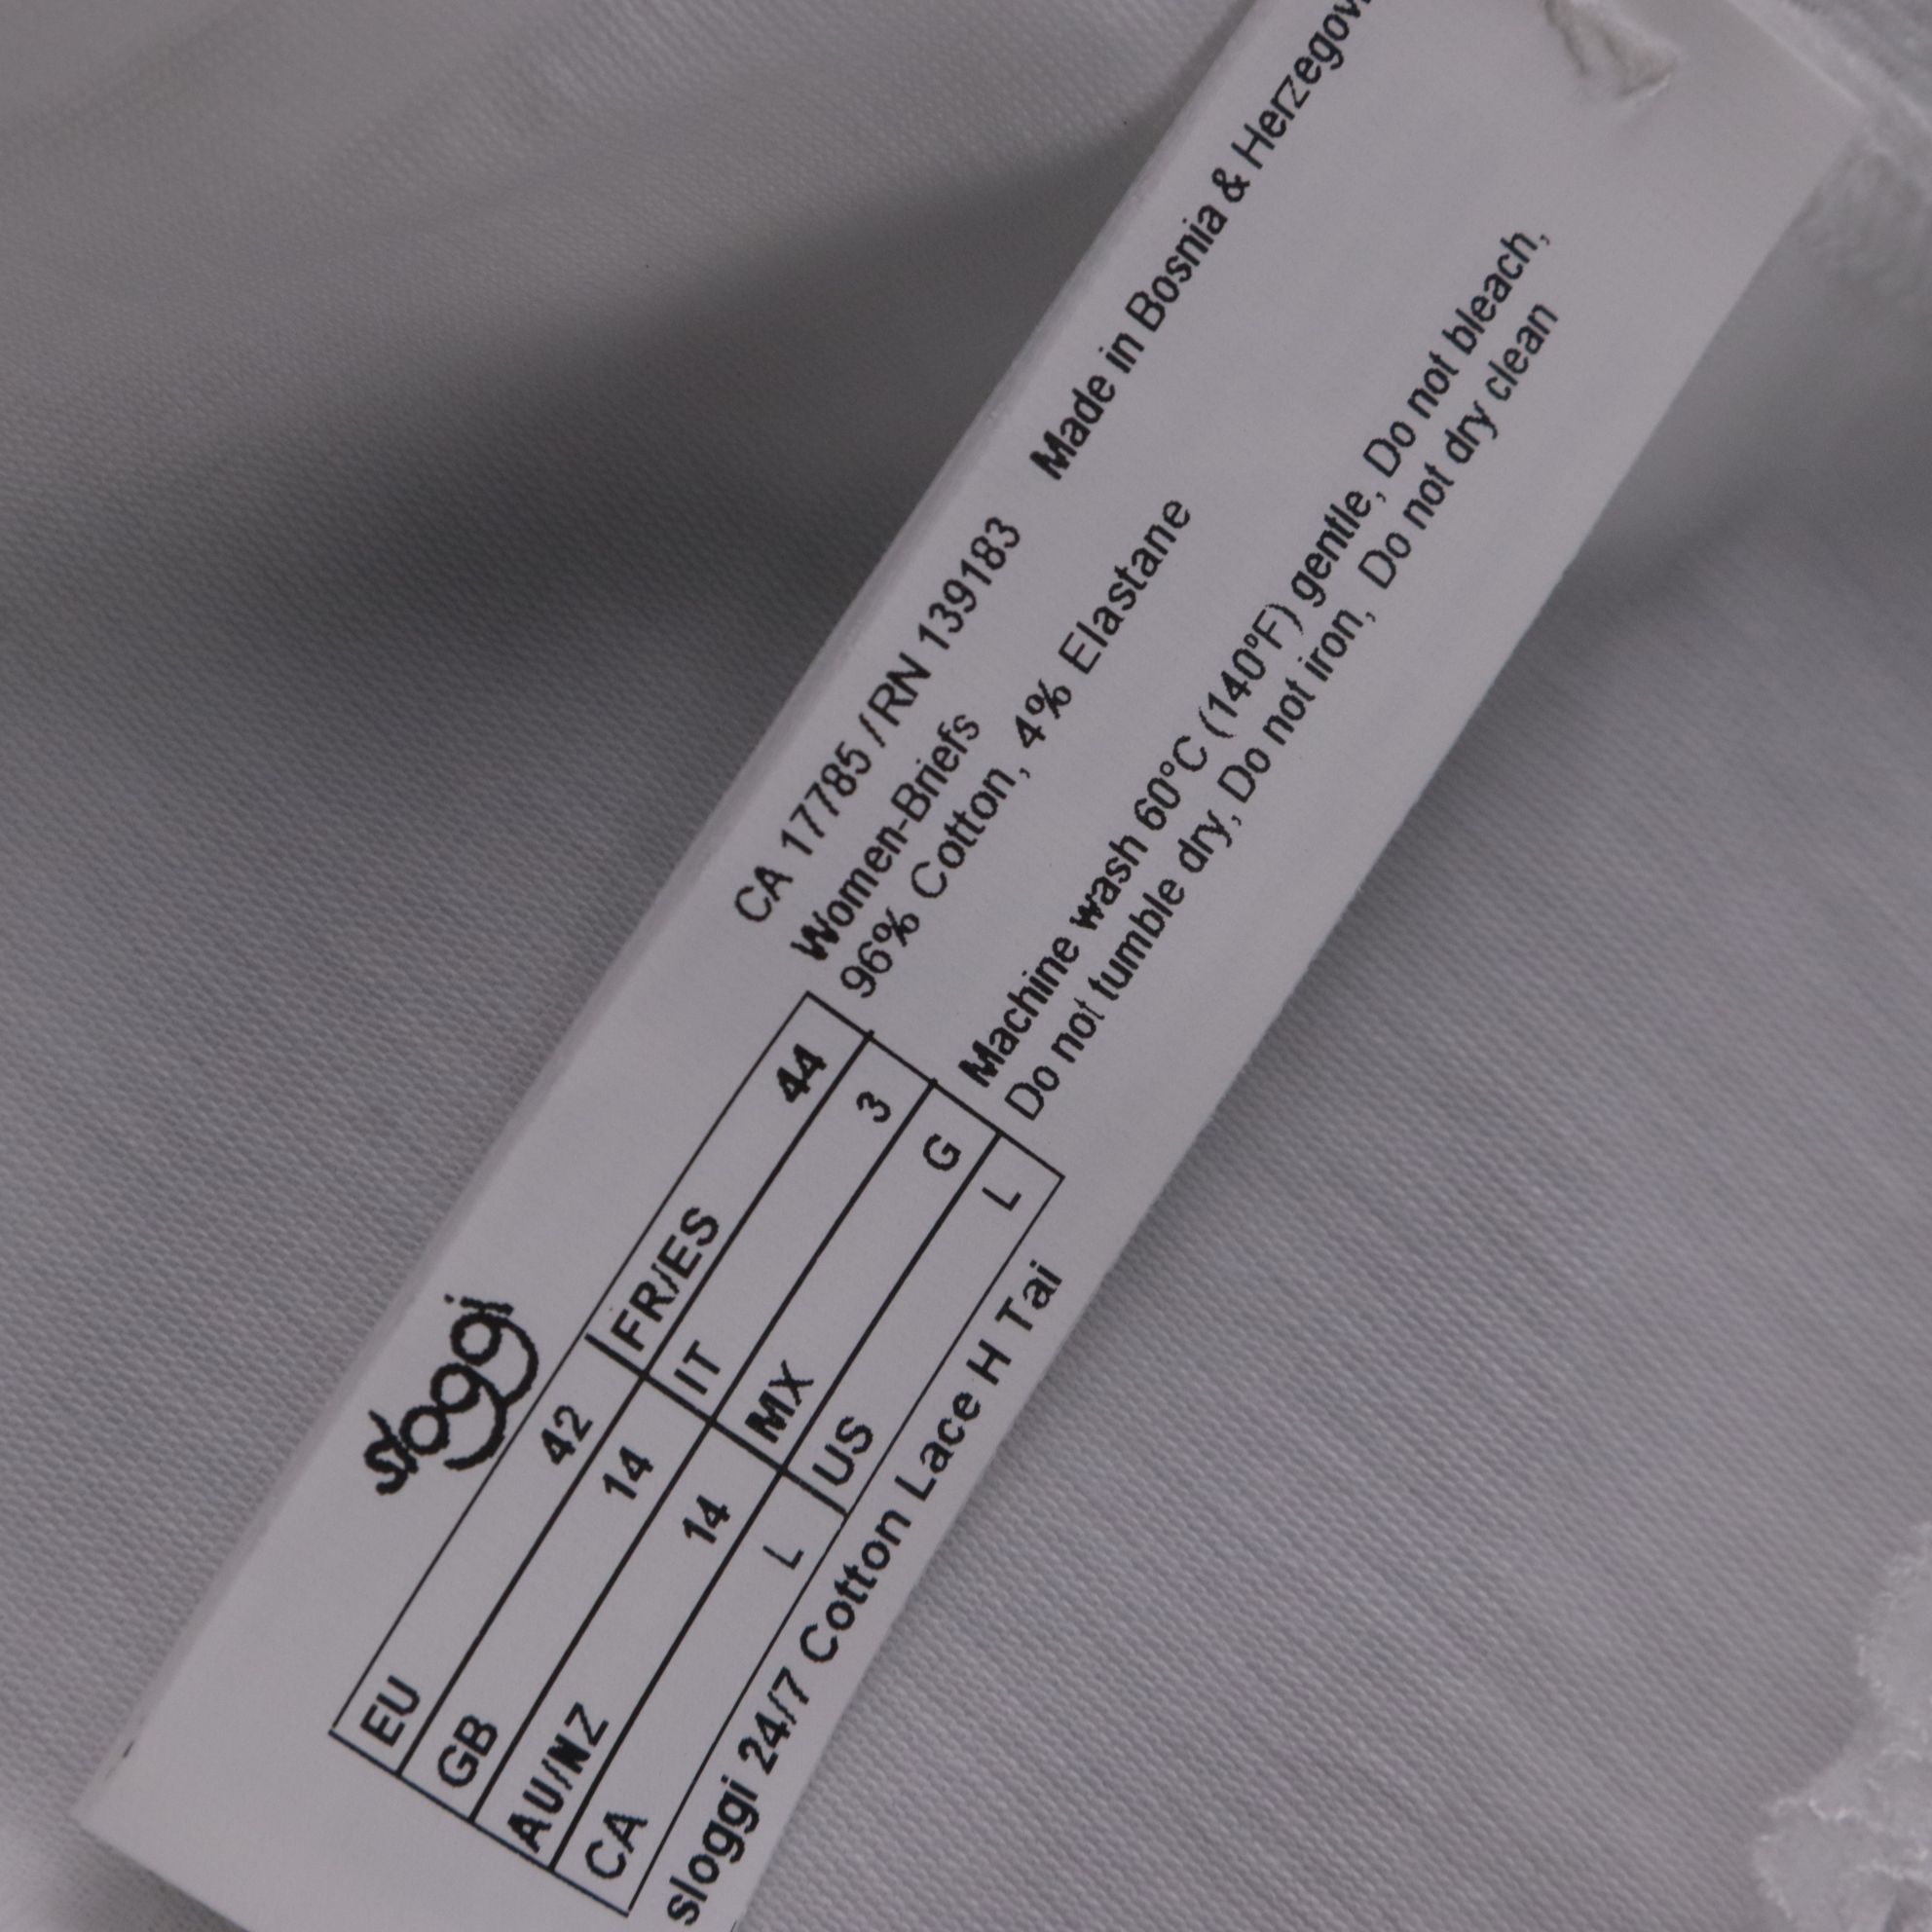 sloggi
EU 42 FR/ES 44
GB 14 IT 3
AU/NZ 14 MX G
CA L US L
sloggi 24/7 Cotton Lace H Tai
CA 17785 / RN 139183 Made in Bosnia & Herzegovi
Women-Briefs
96% Cotton, 4% Elastane
Machine wash 60°C (140°F) gentle, Do not bleach,
Do not tumble dry, Do not iron, Do not dry clean